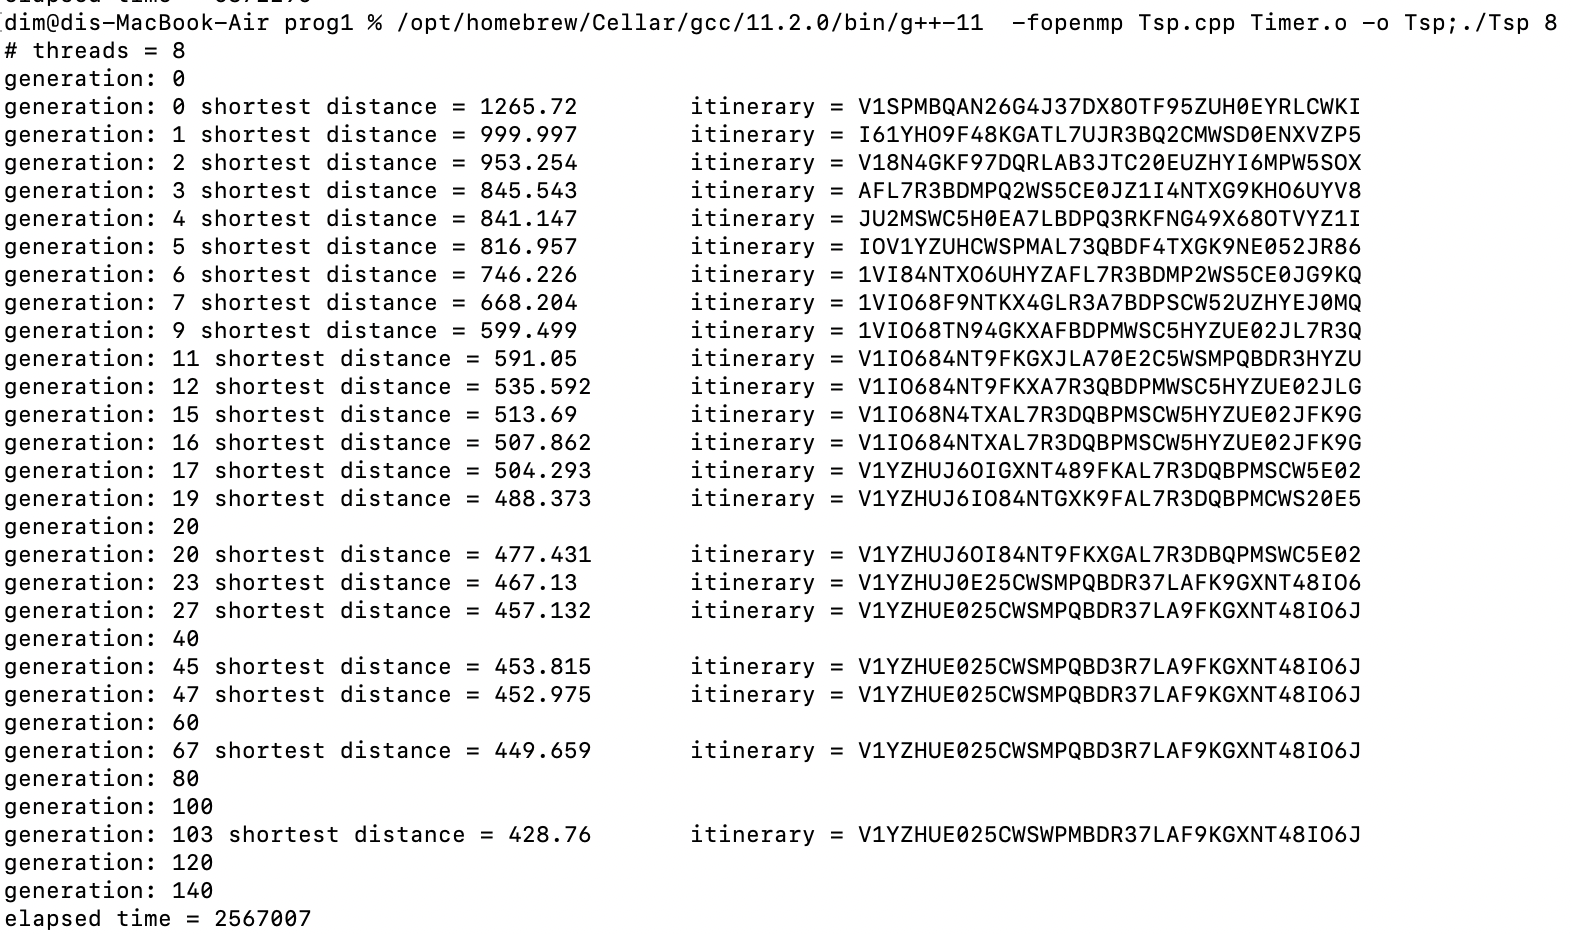 dim@dis-MacBook-Air prog1 % /opt/homebrew/Cellar/gcc/11.2.0/bin/g++-11  -fopenmp Tsp.cpp Timer.o -o Tsp;./Tsp 8
# threads = 8
generation: 0
generation: 0 shortest distance = 1265.72        itinerary = V1SPMBQAN26G4J37DX8OTF95ZUH0EYRLCWKI
generation: 1 shortest distance = 999.997        itinerary = I61YHO9F48KGATL7UJR3BQ2CMWSD0ENXVZP5
generation: 2 shortest distance = 953.254        itinerary = V18N4GKF97DQRLAB3JTC20EUZHYI6MPW5SOX
generation: 3 shortest distance = 845.543        itinerary = AFL7R3BDMPQ2WS5CE0JZ1I4NTXG9KHO6UYV8
generation: 4 shortest distance = 841.147        itinerary = JU2MSWC5H0EA7LBDPQ3RKFNG49X68OTVYZ1I
generation: 5 shortest distance = 816.957        itinerary = IOV1YZUHCWSPMAL73QBDF4TXGK9NE052JR86
generation: 6 shortest distance = 746.226        itinerary = 1VI84NTXO6UHYZAFL7R3BDMP2WS5CE0JG9KQ
generation: 7 shortest distance = 668.204        itinerary = 1VIO68F9NTKX4GLR3A7BDPSCW52UZHYEJ0MQ
generation: 9 shortest distance = 599.499        itinerary = 1VIO68TN94GKXAFBDPMWSC5HYZUE02JL7R3Q
generation: 11 shortest distance = 591.05        itinerary = V1IO684NT9FKGXJLA70E2C5WSMPQBDR3HYZU
generation: 12 shortest distance = 535.592       itinerary = V1IO684NT9FKXA7R3QBDPMWSC5HYZUE02JLG
generation: 15 shortest distance = 513.69        itinerary = V1IO68N4TXAL7R3DQBPMSCW5HYZUE02JFK9G
generation: 16 shortest distance = 507.862       itinerary = V1IO684NTXAL7R3DQBPMSCW5HYZUE02JFK9G
generation: 17 shortest distance = 504.293       itinerary = V1YZHUJ6OIGXNT489FKAL7R3DQBPMSCW5E02
generation: 19 shortest distance = 488.373       itinerary = V1YZHUJ6IO84NTGXK9FAL7R3DQBPMCWS20E5
generation: 20
generation: 20 shortest distance = 477.431       itinerary = V1YZHUJ6OI84NT9FKXGAL7R3DBQPMSWC5E02
generation: 23 shortest distance = 467.13        itinerary = V1YZHUJ0E25CWSMPQBDR37LAFK9GXNT48IO6
generation: 27 shortest distance = 457.132       itinerary = V1YZHUE025CWSMPQBDR37LA9FKGXNT48IO6J
generation: 40
generation: 45 shortest distance = 453.815       itinerary = V1YZHUE025CWSMPQBD3R7LA9FKGXNT48IO6J
generation: 47 shortest distance = 452.975       itinerary = V1YZHUE025CWSMPQBDR37LAF9KGXNT48IO6J
generation: 60
generation: 67 shortest distance = 449.659       itinerary = V1YZHUE025CWSMPQBD3R7LAF9KGXNT48IO6J
generation: 80
generation: 100
generation: 103 shortest distance = 428.76       itinerary = V1YZHUE025CWSWPMBDR37LAF9KGXNT48IO6J
generation: 120
generation: 140
elapsed time = 2567007